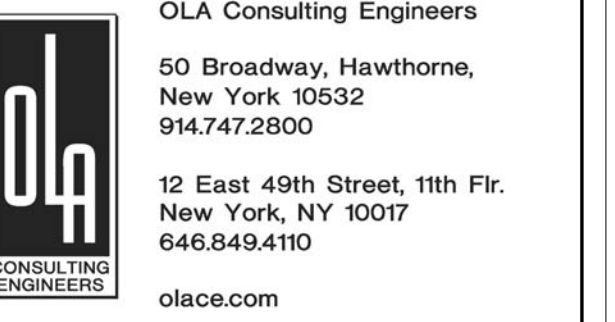 OLA Consulting Engineers
50 Broadway, Hawthorne,
New York 10532
914.747.2800
12 East 49th Street, 11th Flr.
New York, NY 10017
646.849.4110
olace.com
OLA
CONSULTING
ENGINEERS